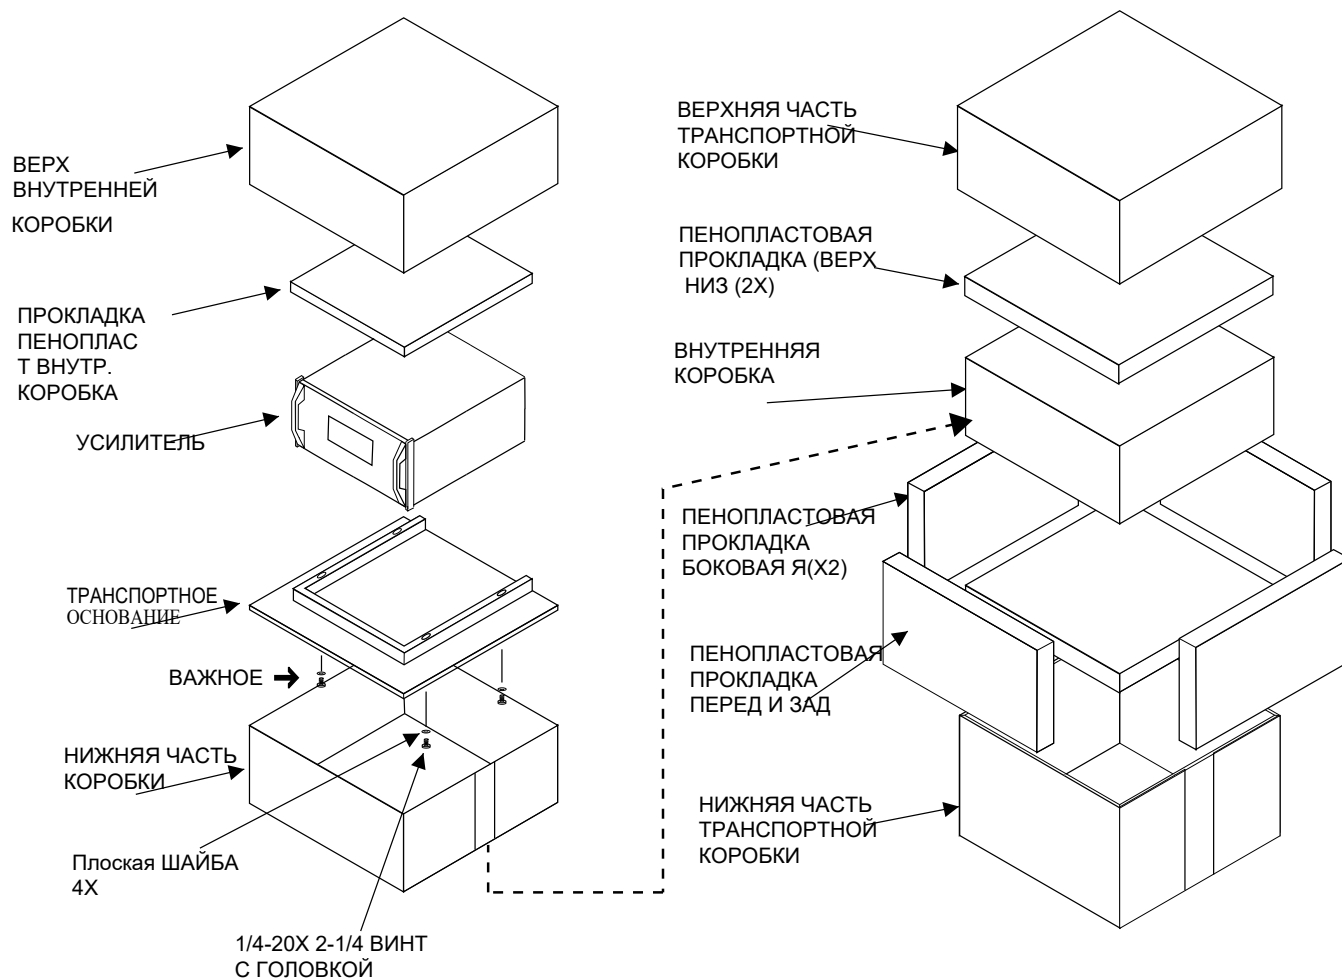 ВЕРХ
ВНУТРЕННЕЙ
КОРОБКИ
ПРОКЛАДКА
ПЕНОПЛАС
Т ВНУТР.
КОРОБКА
УСИЛИТЕЛЬ
ТРАНСПОРТНОЕ
ОСНОВАНИЕ
ВАЖНОЕ
НИЖНЯЯ ЧАСТЬ
КОРОБКИ
Плоская ШАЙБА
4X
1/4-20X 2-1/4 ВИНТ
С ГОЛОВКОЙ
ВЕРХНЯЯ ЧАСТЬ
ТРАНСПОРТНОЙ
КОРОБКИ
ПЕНОПЛАСТОВАЯ
ПРОКЛАДКА (ВЕРХ
НИЗ (2X)
ВНУТРЕННЯЯ
КОРОБКА
ПЕНОПЛАСТОВАЯ
ПРОКЛАДКА
БОКОВАЯ Я(X2)
ПЕНОПЛАСТОВАЯ
ПРОКЛАДКА
ПЕРЕД И ЗАД
НИЖНЯЯ ЧАСТЬ
ТРАНСПОРТНОЙ
КОРОБКИ